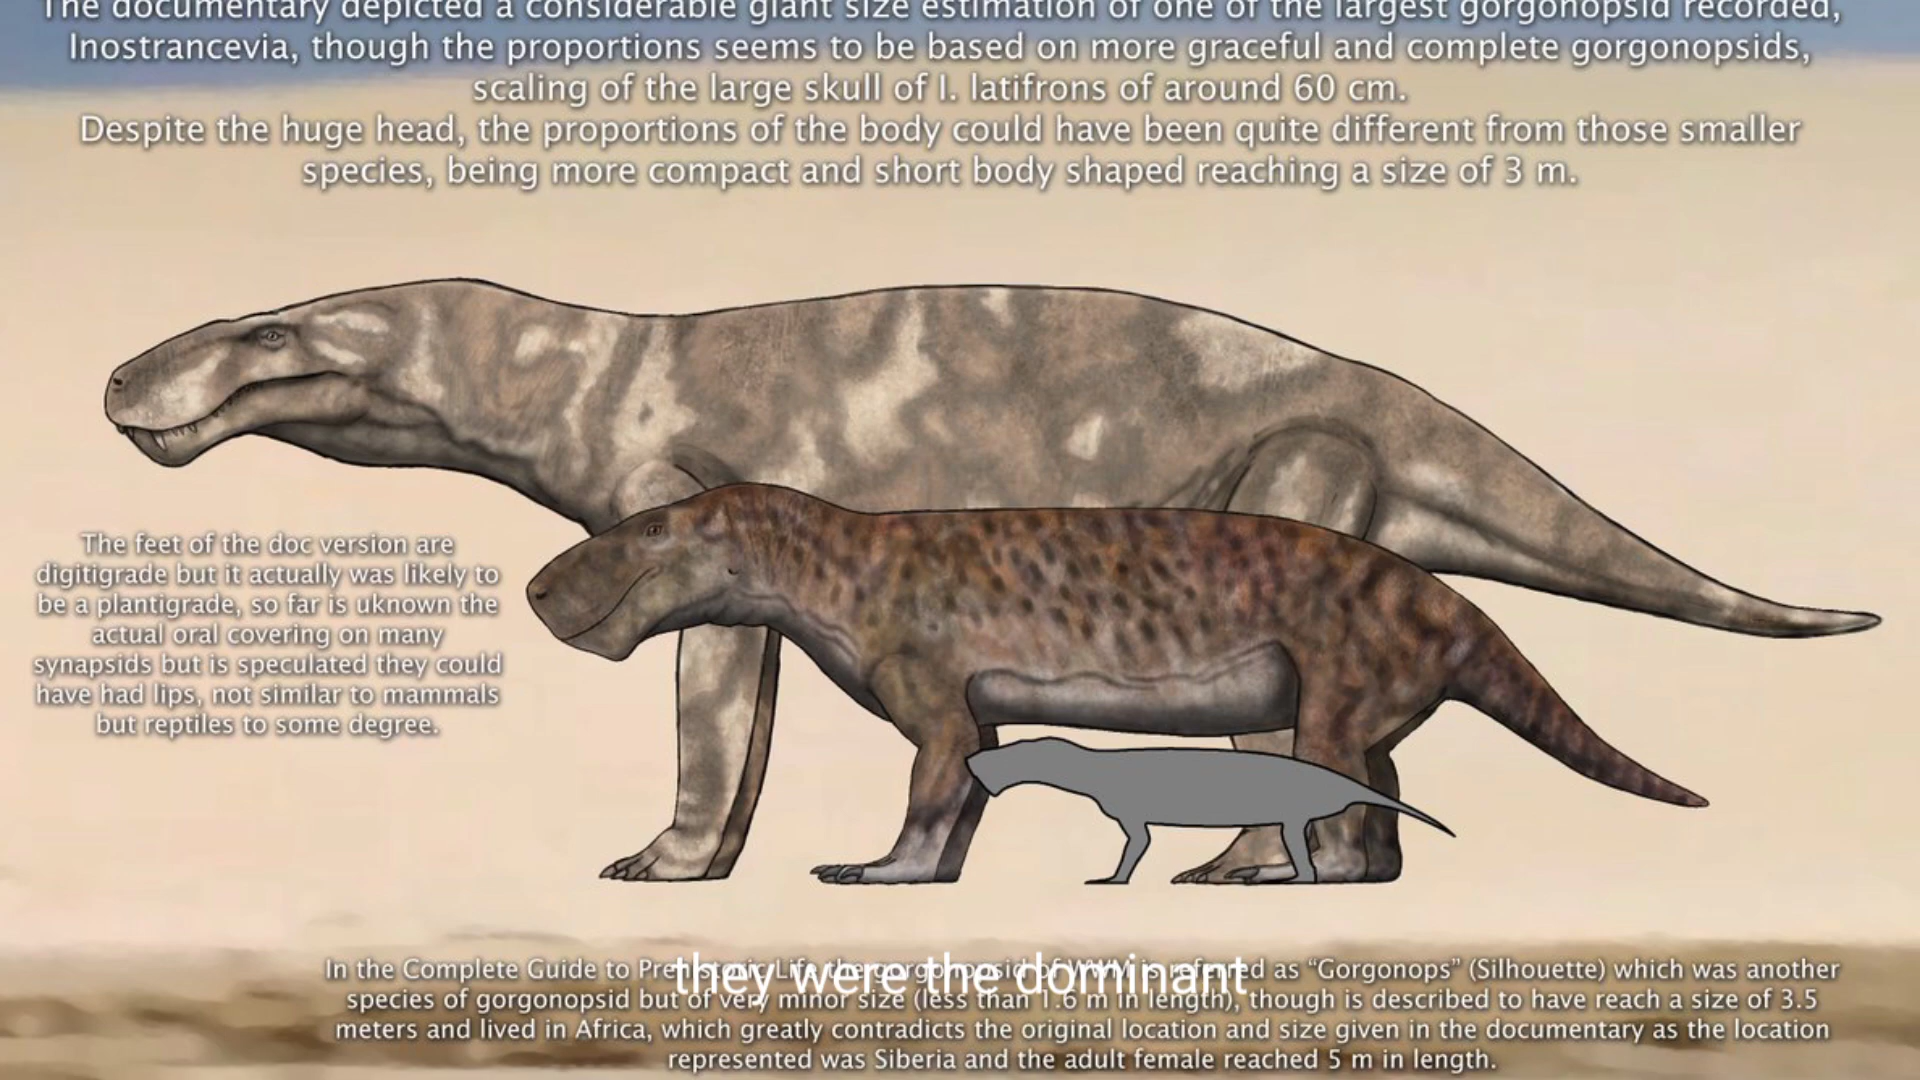 The documentary depicted a considerable giant size estimation of one of the largest gorgonopsid recorded,
Inostrancevia, though the proportions seems to be based on more graceful and complete gorgonopsids,
scaling of the large skull of I. latifrons of around 60 cm.
Despite the huge head, the proportions of the body could have been quite different from those smaller
species, being more compact and short body shaped reaching a size of 3 m.
The feet of the doc version are
digitigrade but it actually was likely to
be a plantigrade, so far is uknown the
actual oral covering on many
synapsids but is speculated they could
have had lips, not similar to mammals
but reptiles to some degree.
In the Complete Guide to Prehistoric Life the gorgonopsid of WWM is referred as “Gorgonops” (Silhouette) which was another
they were the dominant
species of gorgonopsid but of very minor size (less than 1.6 m in length), though is described to have reach a size of 3.5
meters and lived in Africa, which greatly contradicts the original location and size given in the documentary as the location
represented was Siberia and the adult female reached 5 m in length.